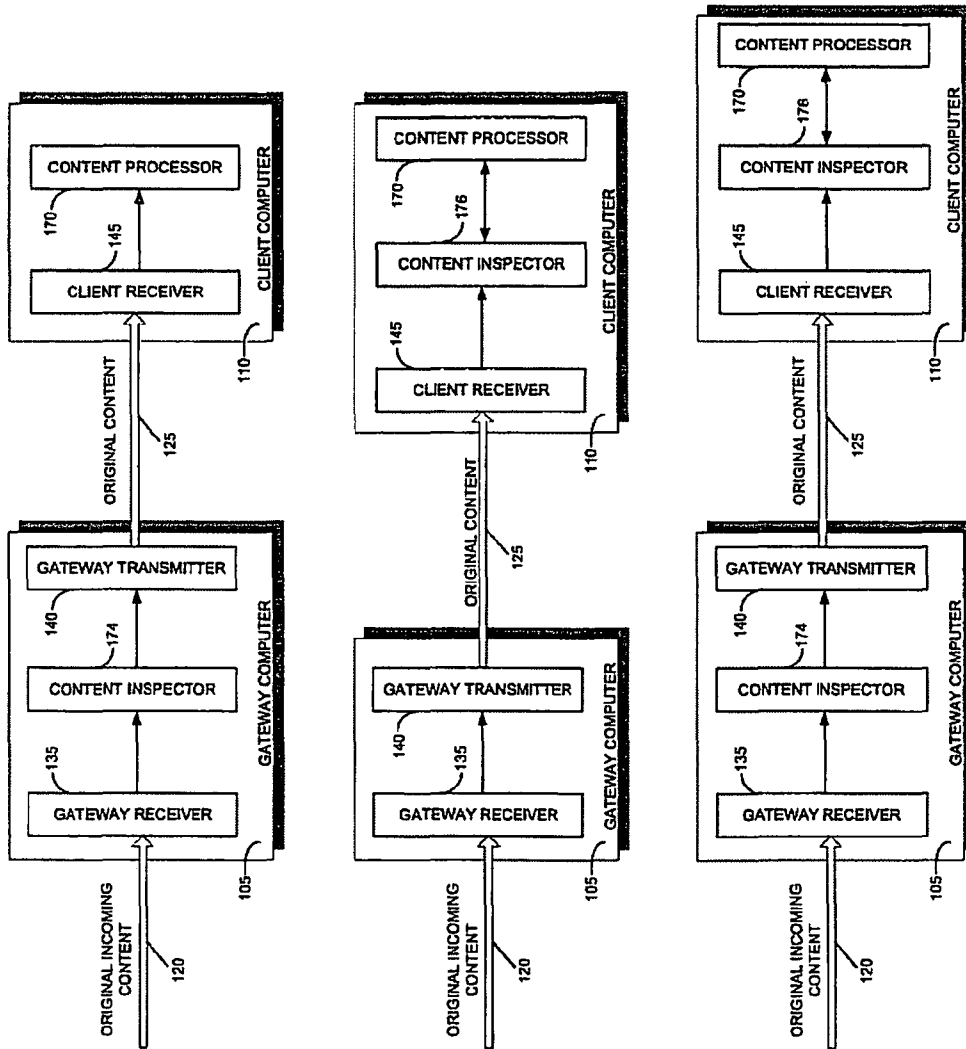 ORIGINAL INCOMING
CONTENT
120
105
GATEWAY RECEIVER
135
CONTENT INSPECTOR
174
GATEWAY TRANSMITTER
140
GATEWAY COMPUTER
ORIGINAL CONTENT
125
110
CLIENT RECEIVER
145
CONTENT PROCESSOR
170
CLIENT COMPUTER
ORIGINAL INCOMING
CONTENT
120
105
GATEWAY RECEIVER
135
GATEWAY TRANSMITTER
140
GATEWAY COMPUTER
ORIGINAL CONTENT
125
110
CLIENT RECEIVER
145
CONTENT INSPECTOR
176
CONTENT PROCESSOR
170
CLIENT COMPUTER
ORIGINAL INCOMING
CONTENT
120
105
GATEWAY RECEIVER
135
CONTENT INSPECTOR
174
GATEWAY TRANSMITTER
140
GATEWAY COMPUTER
ORIGINAL CONTENT
125
110
CLIENT RECEIVER
145
CONTENT INSPECTOR
176
CONTENT PROCESSOR
170
CLIENT COMPUTER